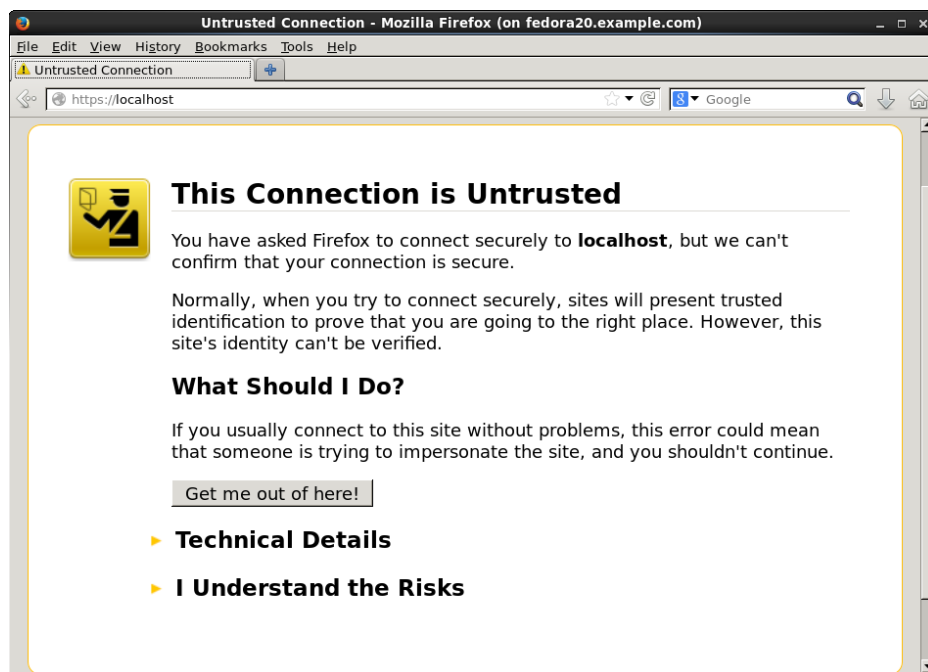 Untrusted Connection - Mozilla Firefox (on fedora20.example.com)
File Edit View History Bookmarks Tools Help
Untrusted Connection
https://localhost Google
This Connection is Untrusted
You have asked Firefox to connect securely to localhost, but we can't
confirm that your connection is secure.
Normally, when you try to connect securely, sites will present trusted
identification to prove that you are going to the right place. However, this
site's identity can't be verified.
What Should I Do?
If you usually connect to this site without problems, this error could mean
that someone is trying to impersonate the site, and you shouldn't continue.
Get me out of here!
Technical Details
I Understand the Risks